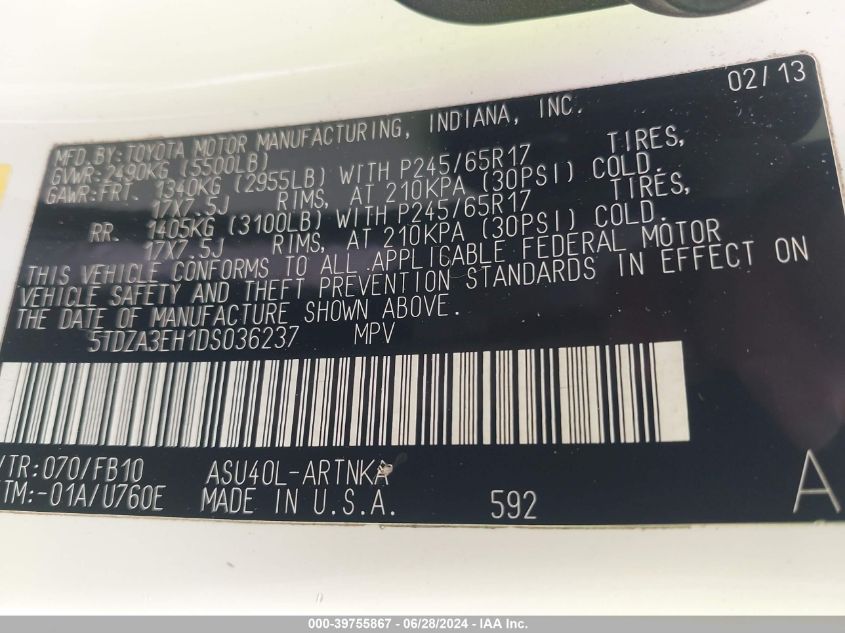 02/13
MFD.BY:TOYOTA MOTOR MANUFACTURING, INDIANA, INC.
GVWR:2490KG (5500LB)
GAWR:FRT. 1340KG (2955LB) WITH P245/65R17 TIRES,
17X7.5J RIMS, AT 210KPA (30PSI) COLD.
RR. 1405KG (3100LB) WITH P245/65R17 TIRES,
17X7.5J RIMS, AT 210KPA (30PSI) COLD.
THIS VEHICLE CONFORMS TO ALL APPLICABLE FEDERAL MOTOR
VEHICLE SAFETY AND THEFT PREVENTION STANDARDS IN EFFECT ON
THE DATE OF MANUFACTURE SHOWN ABOVE.
5TDZA3EH1DS036237 MPV
/TR:070/FB10 ASU40L-ARTNKA
TM:-01A/U760E MADE IN U.S.A. 592 A
000-39755867 - 06/28/2024 - IAA Inc.